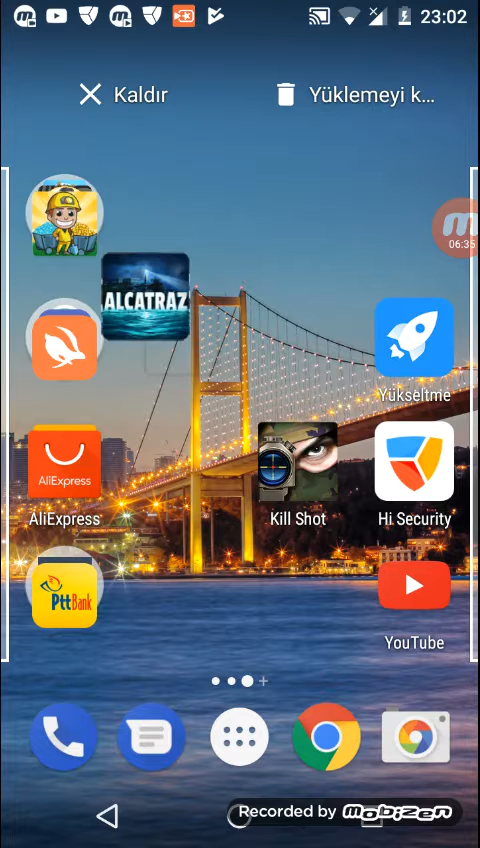 23:02
Kaldır
Yüklemeyi k...
06:35
ALCATRAZ
Yükseltme
AliExpress
AliExpress
Kill Shot
Hi Security
PttBank
YouTube
Recorded by mobizen